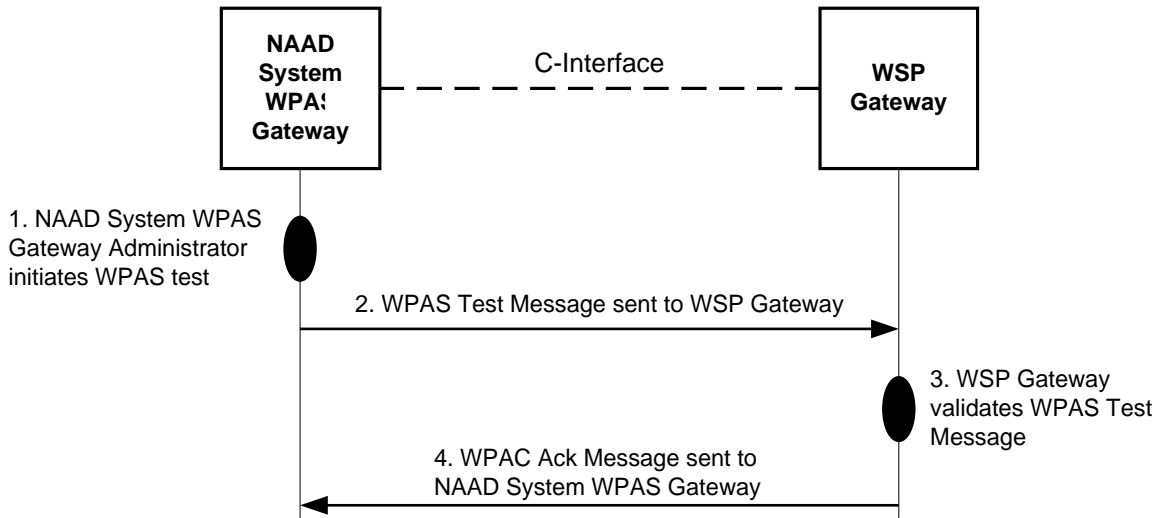 NAAD
System
WPAS
Gateway
C-Interface
WSP
Gateway
1. NAAD System WPAS
Gateway Administrator
initiates WPAS test
2. WPAS Test Message sent to WSP Gateway
3. WSP Gateway
validates WPAS Test
Message
4. WPAC Ack Message sent to
NAAD System WPAS Gateway